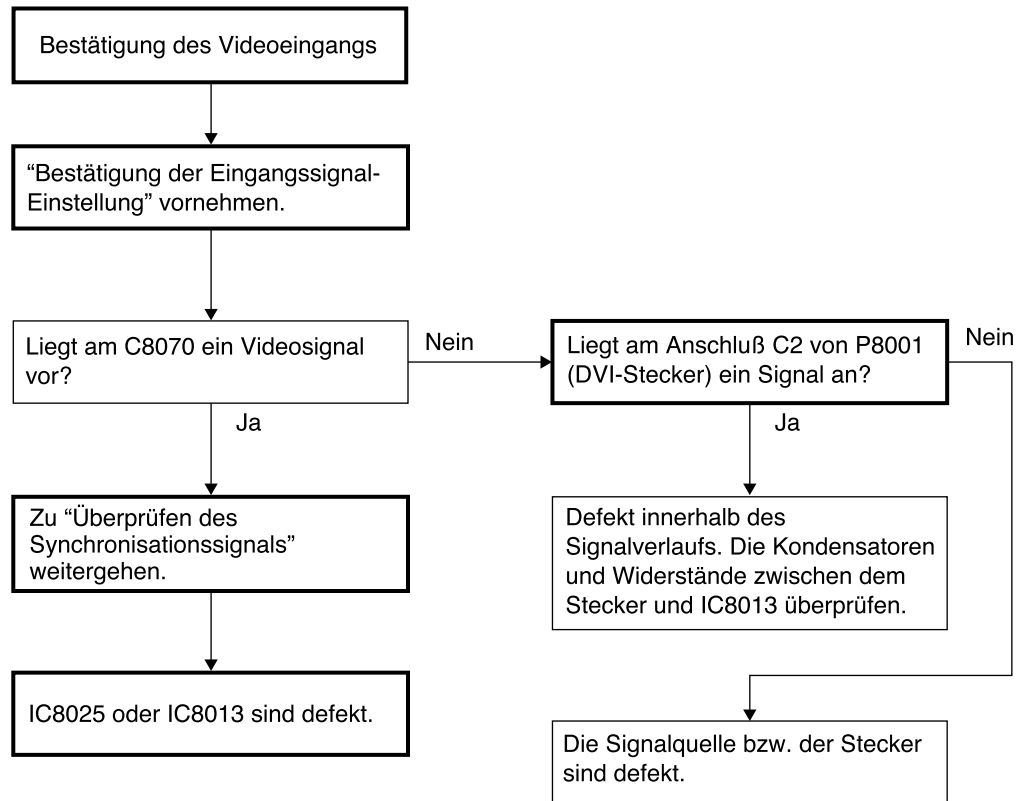 Bestätigung des Videoeingangs
“Bestätigung der Eingangssignal-
Einstellung” vornehmen.
Liegt am C8070 ein Videosignal
vor?
Nein
Liegt am Anschluß C2 von P8001
(DVI-Stecker) ein Signal an?
Nein
Ja
Ja
Zu “Überprüfen des
Synchronisationssignals”
weitergehen.
Defekt innerhalb des
Signalverlaufs. Die Kondensatoren
und Widerstände zwischen dem
Stecker und IC8013 überprüfen.
IC8025 oder IC8013 sind defekt.
Die Signalquelle bzw. der Stecker
sind defekt.